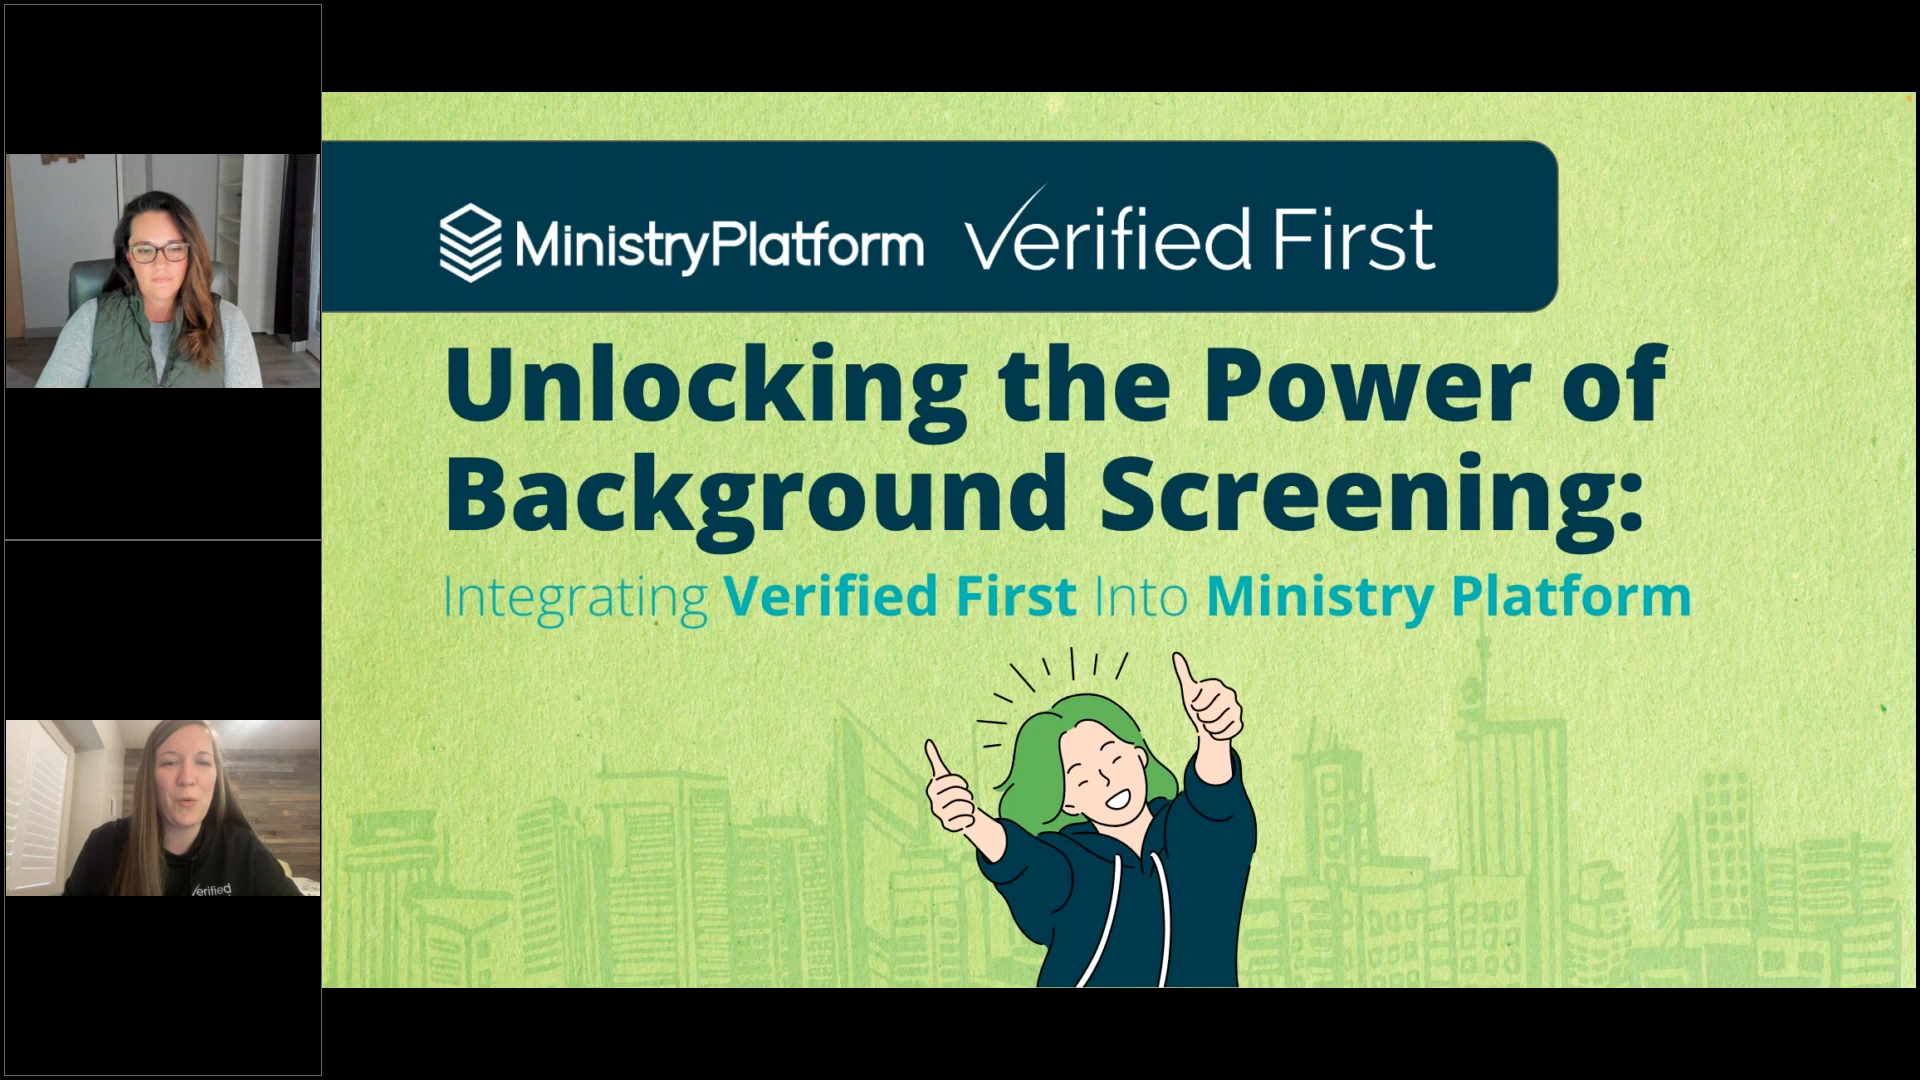 MinistryPlatform Verified First
Unlocking the Power of
Background Screening:
Integrating Verified First Into Ministry Platform
Verified